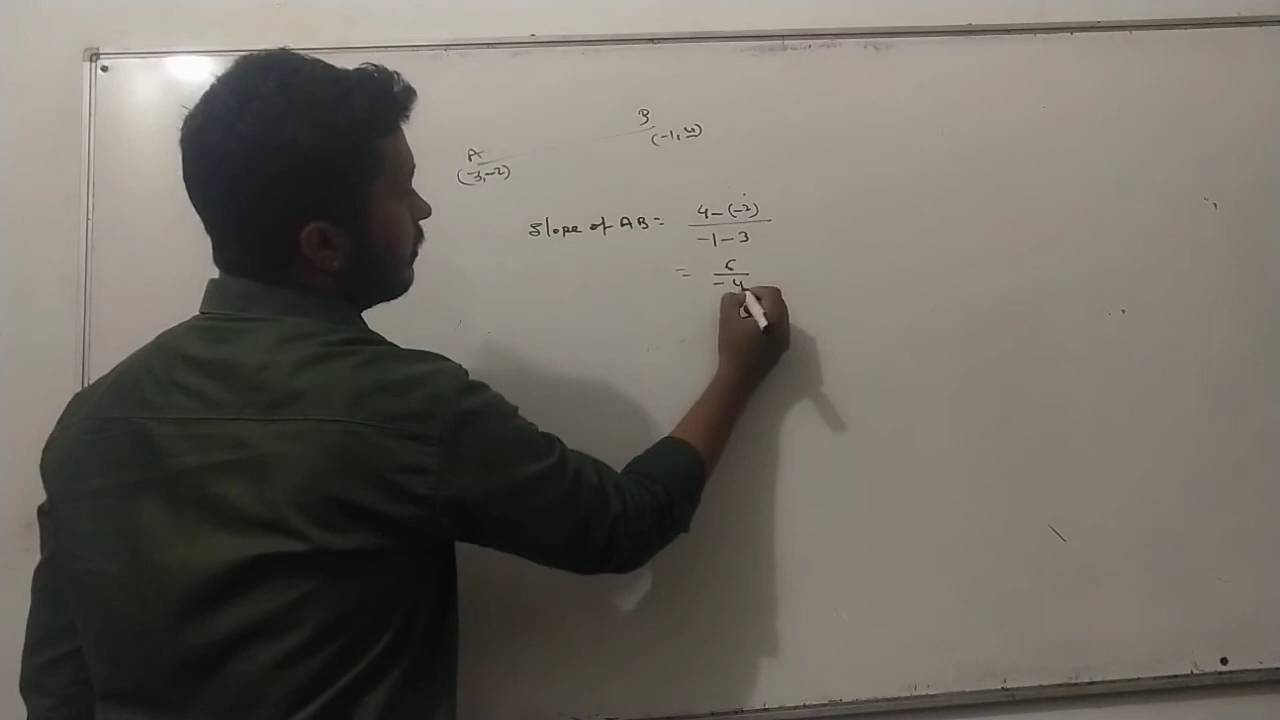 B
(-1, 4)
A
(3,-2)
Slope of AB = 4-(-2) / -1-3
= 6 / -4